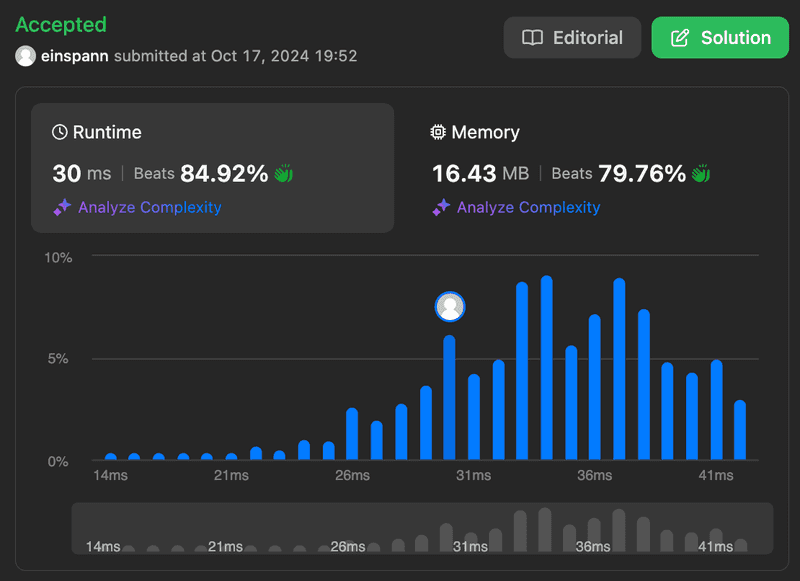 Accepted
einspann submitted at Oct 17, 2024 19:52
Editorial
Solution
Runtime
30 ms | Beats 84.92%
Analyze Complexity
Memory
16.43 MB | Beats 79.76%
Analyze Complexity
10%
5%
0%
14ms 21ms 26ms 31ms 36ms 41ms
14ms 21ms 26ms 31ms 36ms 41ms